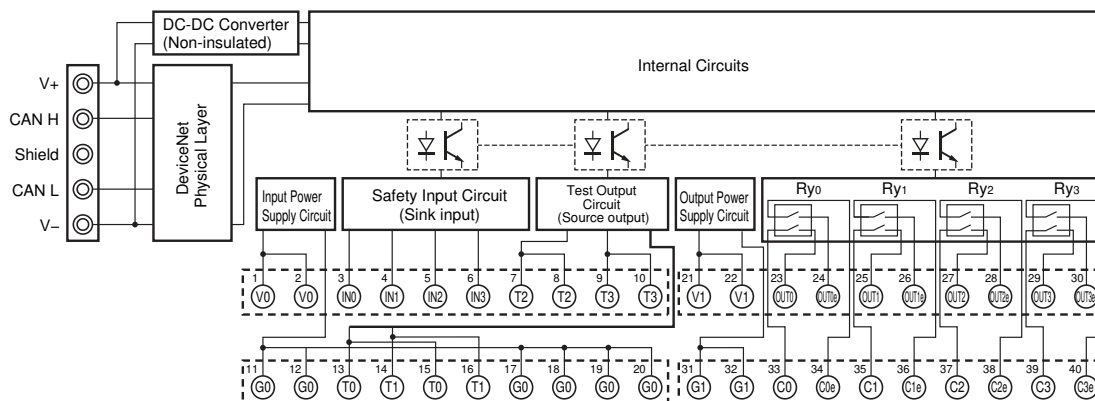 DC-DC Converter
(Non-insulated)
Internal Circuits
V+
CAN H
Shield
CAN L
V–
DeviceNet
Physical Layer
Input Power
Supply Circuit
Safety Input Circuit
(Sink input)
Test Output
Circuit
(Source output)
Output Power
Supply Circuit
Ry0 Ry1 Ry2 Ry3
1 2 3 4 5 6 7 8 9 10 21 22 23 24 25 26 27 28 29 30
V0 V0 IN0 IN1 IN2 IN3 T2 T2 T3 T3 V1 V1 OUT0 OUT0e OUT1 OUT1e OUT2 OUT2e OUT3 OUT3e
11 12 13 14 15 16 17 18 19 20 31 32 33 34 35 36 37 38 39 40
G0 G0 T0 T1 T0 T1 G0 G0 G0 G0 G1 G1 C0 C0e C1 C1e C2 C2e C3 C3e